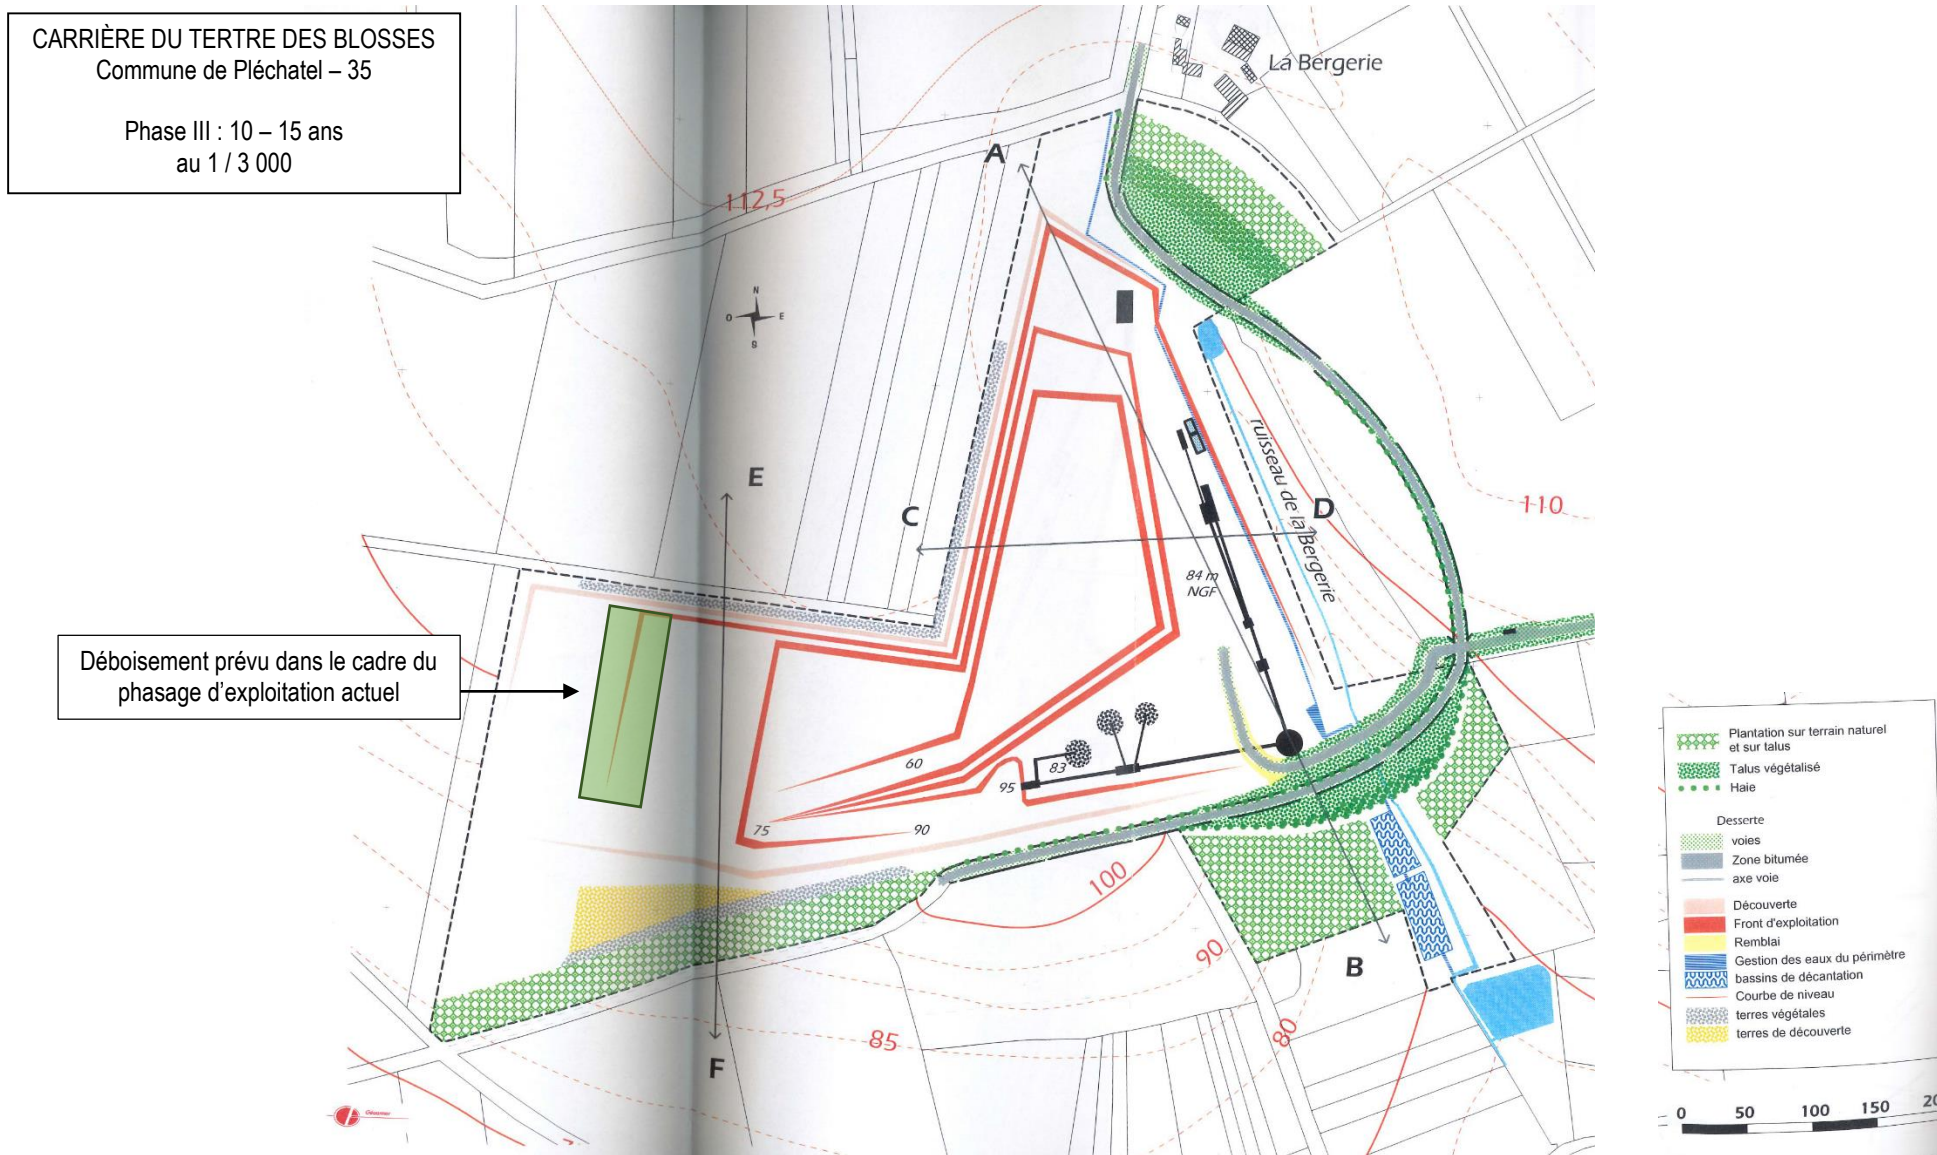 CARRIÈRE DU TERTRE DES BLOSSES
Commune de Pléchatel – 35
Phase III : 10 – 15 ans
au 1 / 3 000
La Bergerie
A
112,5
N
O
E
S
E
C
D
110
ruisseau de la Bergerie
84 m
NGF
Déboisement prévu dans le cadre du
phasage d’exploitation actuel
60
83
95
75
90
100
90
B
85
80
F
Plantation sur terrain naturel
et sur talus
Talus végétalisé
Haie
Desserte
voies
Zone bitumée
axe voie
Découverte
Front d'exploitation
Remblai
Gestion des eaux du périmètre
bassins de décantation
Courbe de niveau
terres végétales
terres de découverte
0 50 100 150 20